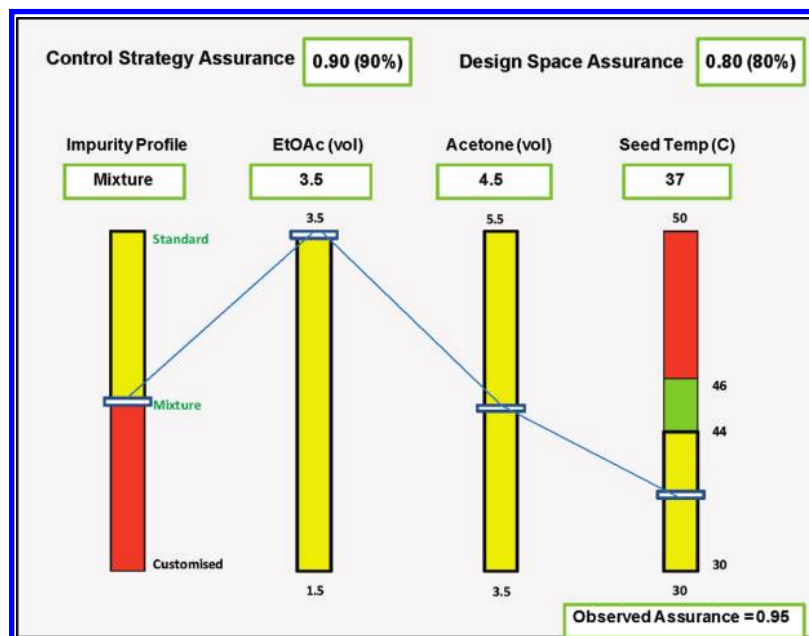 Control Strategy Assurance 0.90 (90%) Design Space Assurance 0.80 (80%)
Impurity Profile EtOAc (vol) Acetone (vol) Seed Temp (C)
Mixture 3.5 4.5 37
3.5 5.5 50
Standard
46
Mixture
44
Customised 30
1.5 3.5 30
Observed Assurance = 0.95